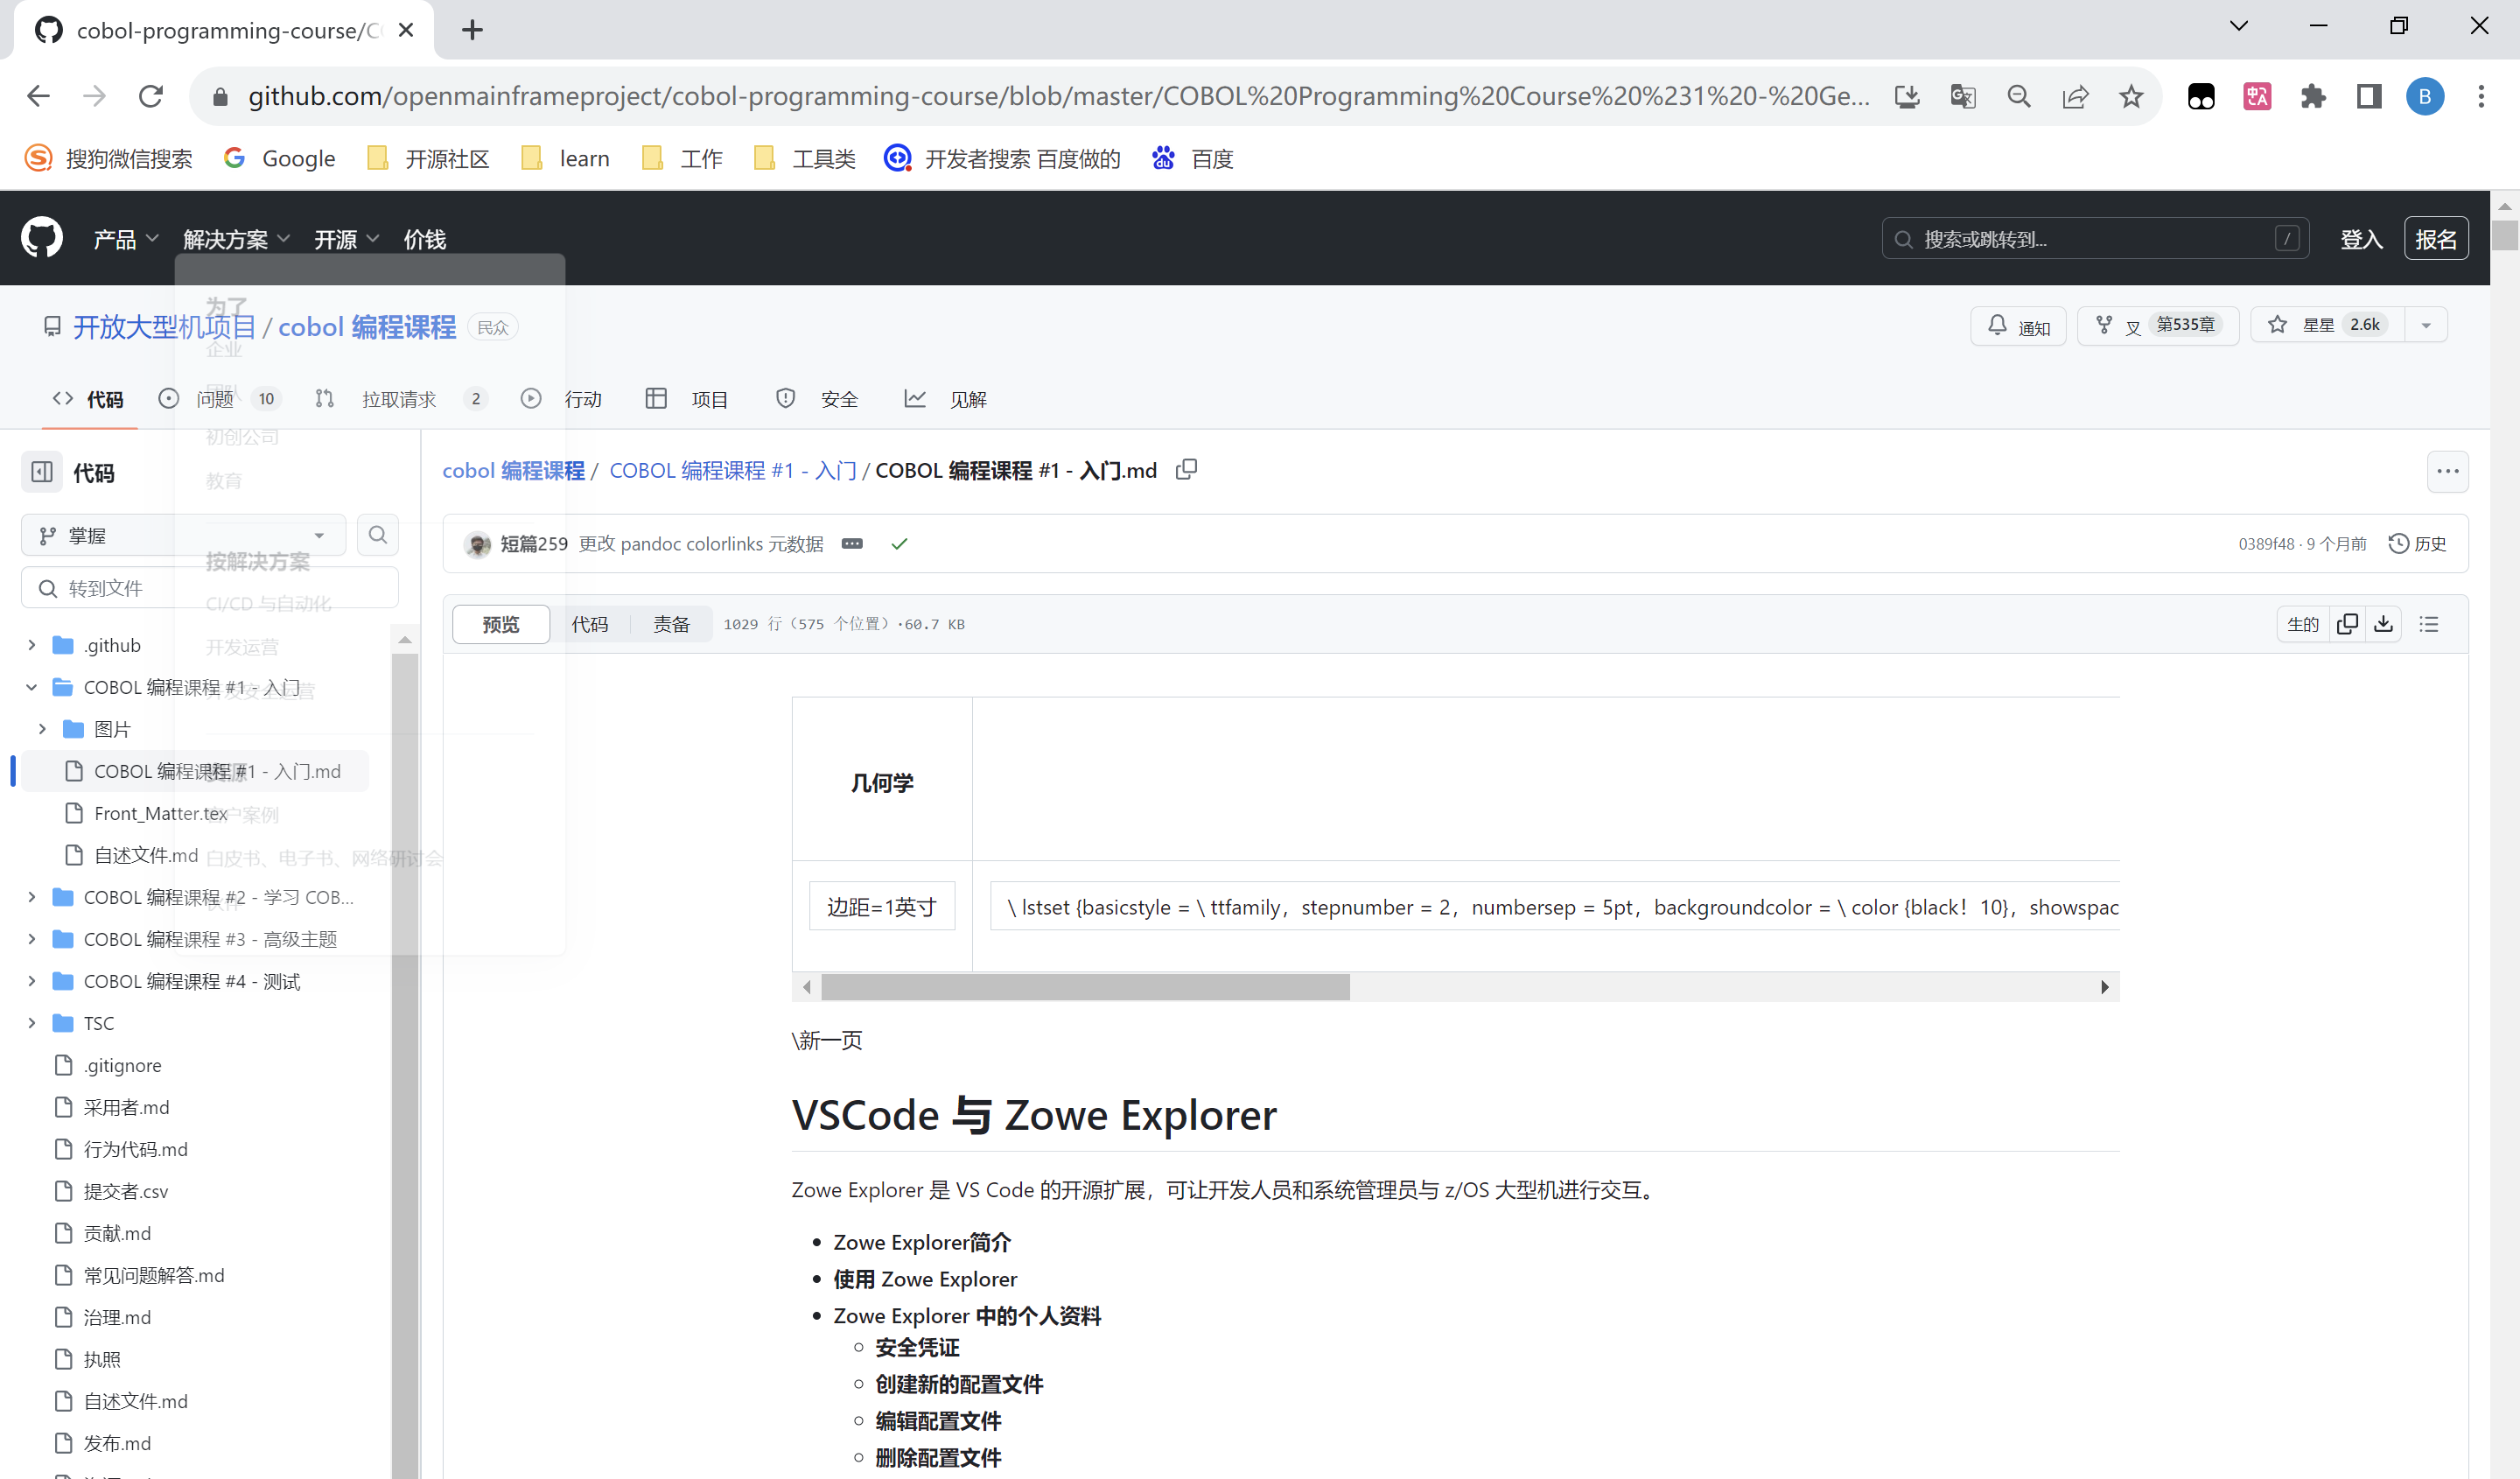 cobol-programming-course/CO
github.com/openmainframeproject/cobol-programming-course/blob/master/COBOL%20Programming%20Course%20%231%20-%20Ge...
搜狗微信搜索 Google 开源社区 learn 工作 工具类 开发者搜索 百度做的 百度
产品 解决方案 开源 价钱 搜索或跳转到... / 登入 报名
为了
开放大型机项目 / cobol 编程课程 民众 通知 叉 第535章 星星 2.6k
企业
团队
代码 问题 10 拉取请求 2 行动 项目 安全 见解
初创公司
教育
代码
cobol 编程课程 / COBOL 编程课程 #1 - 入门 / COBOL 编程课程 #1 - 入门.md
掌握
短篇259 更改 pandoc colorlinks 元数据 0389f48 · 9 个月前 历史
按解决方案
转到文件
CI/CD 与自动化
预览 代码 责备 1029 行 (575 个位置) · 60.7 KB 生的
开发运营
开发安全运营
.github
COBOL 编程课程 #1 - 入门
图片
COBOL 编程课程 #1 - 入门.md
资源
Front_Matter.tex
客户案例
自述文件.md
白皮书、电子书、网络研讨会
COBOL 编程课程 #2 - 学习 COB...
伙伴
COBOL 编程课程 #3 - 高级主题
COBOL 编程课程 #4 - 测试
TSC
.gitignore
采用者.md
行为代码.md
提交者.csv
贡献.md
常见问题解答.md
治理.md
执照
自述文件.md
发布.md
几何学
边距=1英寸 \ lstset {basicstyle = \ ttfamily，stepnumber = 2，numbersep = 5pt，backgroundcolor = \ color {black！10}，showspac
\新一页
VSCode 与 Zowe Explorer
Zowe Explorer 是 VS Code 的开源扩展，可让开发人员和系统管理员与 z/OS 大型机进行交互。
Zowe Explorer简介
使用 Zowe Explorer
Zowe Explorer 中的个人资料
安全凭证
创建新的配置文件
编辑配置文件
删除配置文件
B